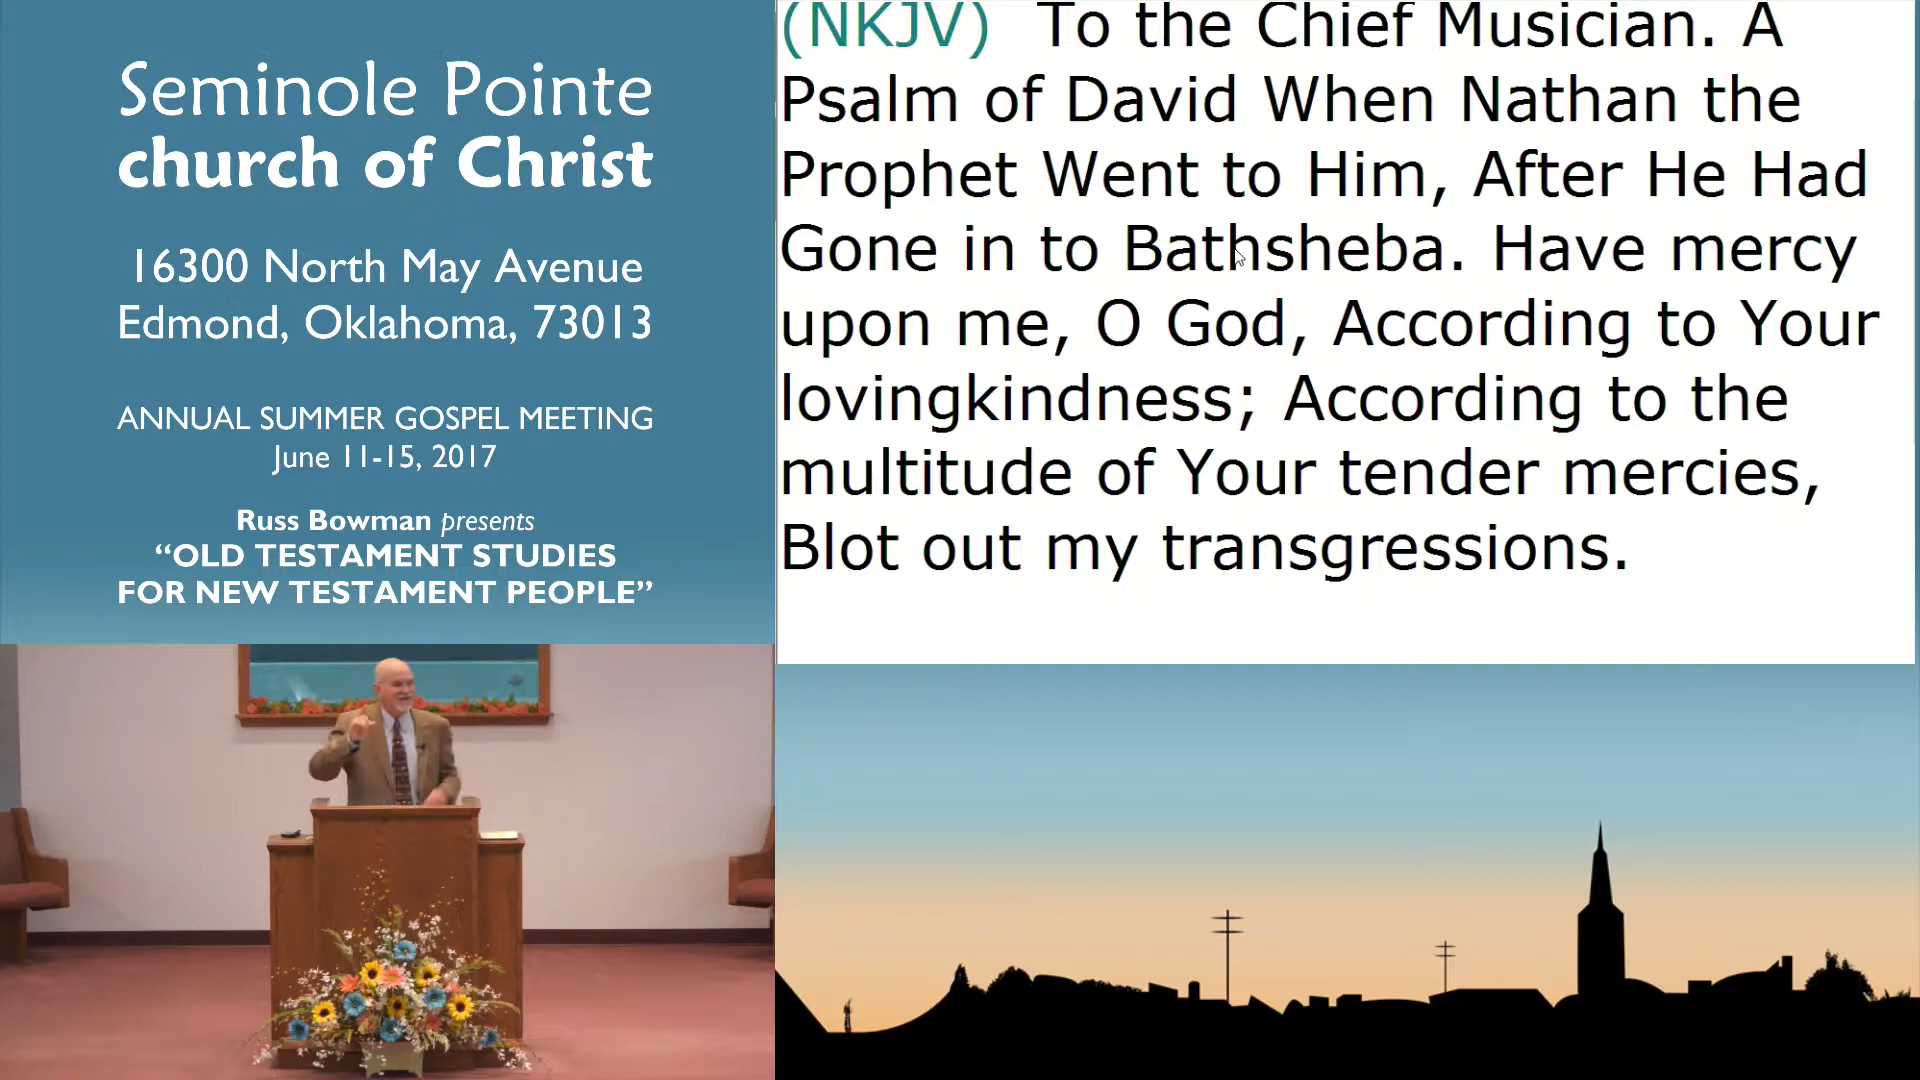 Seminole Pointe
church of Christ
16300 North May Avenue
Edmond, Oklahoma, 73013
ANNUAL SUMMER GOSPEL MEETING
June 11-15, 2017
Russ Bowman presents
“OLD TESTAMENT STUDIES
FOR NEW TESTAMENT PEOPLE”
(NKJV) To the Chief Musician. A
Psalm of David When Nathan the
Prophet Went to Him, After He Had
Gone in to Bathsheba. Have mercy
upon me, O God, According to Your
lovingkindness; According to the
multitude of Your tender mercies,
Blot out my transgressions.